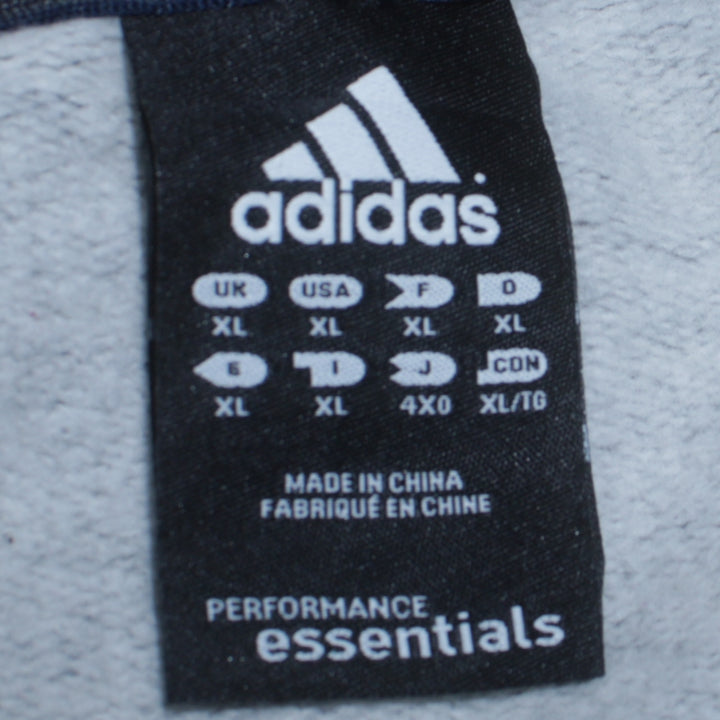 adidas
UK USA F D
XL XL XL XL
E I J CDN
XL XL 4XO XL/TG
MADE IN CHINA
FABRIQUÉ EN CHINE
PERFORMANCE
essentials